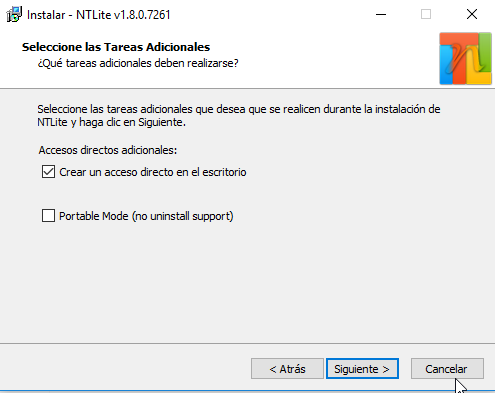 Instalar - NTLite v1.8.0.7261
Seleccione las Tareas Adicionales
¿Qué tareas adicionales deben realizarse?
Seleccione las tareas adicionales que desea que se realicen durante la instalación de
NTLite y haga clic en Siguiente.
Accesos directos adicionales:
Crear un acceso directo en el escritorio
Portable Mode (no uninstall support)
< Atrás Siguiente > Cancelar